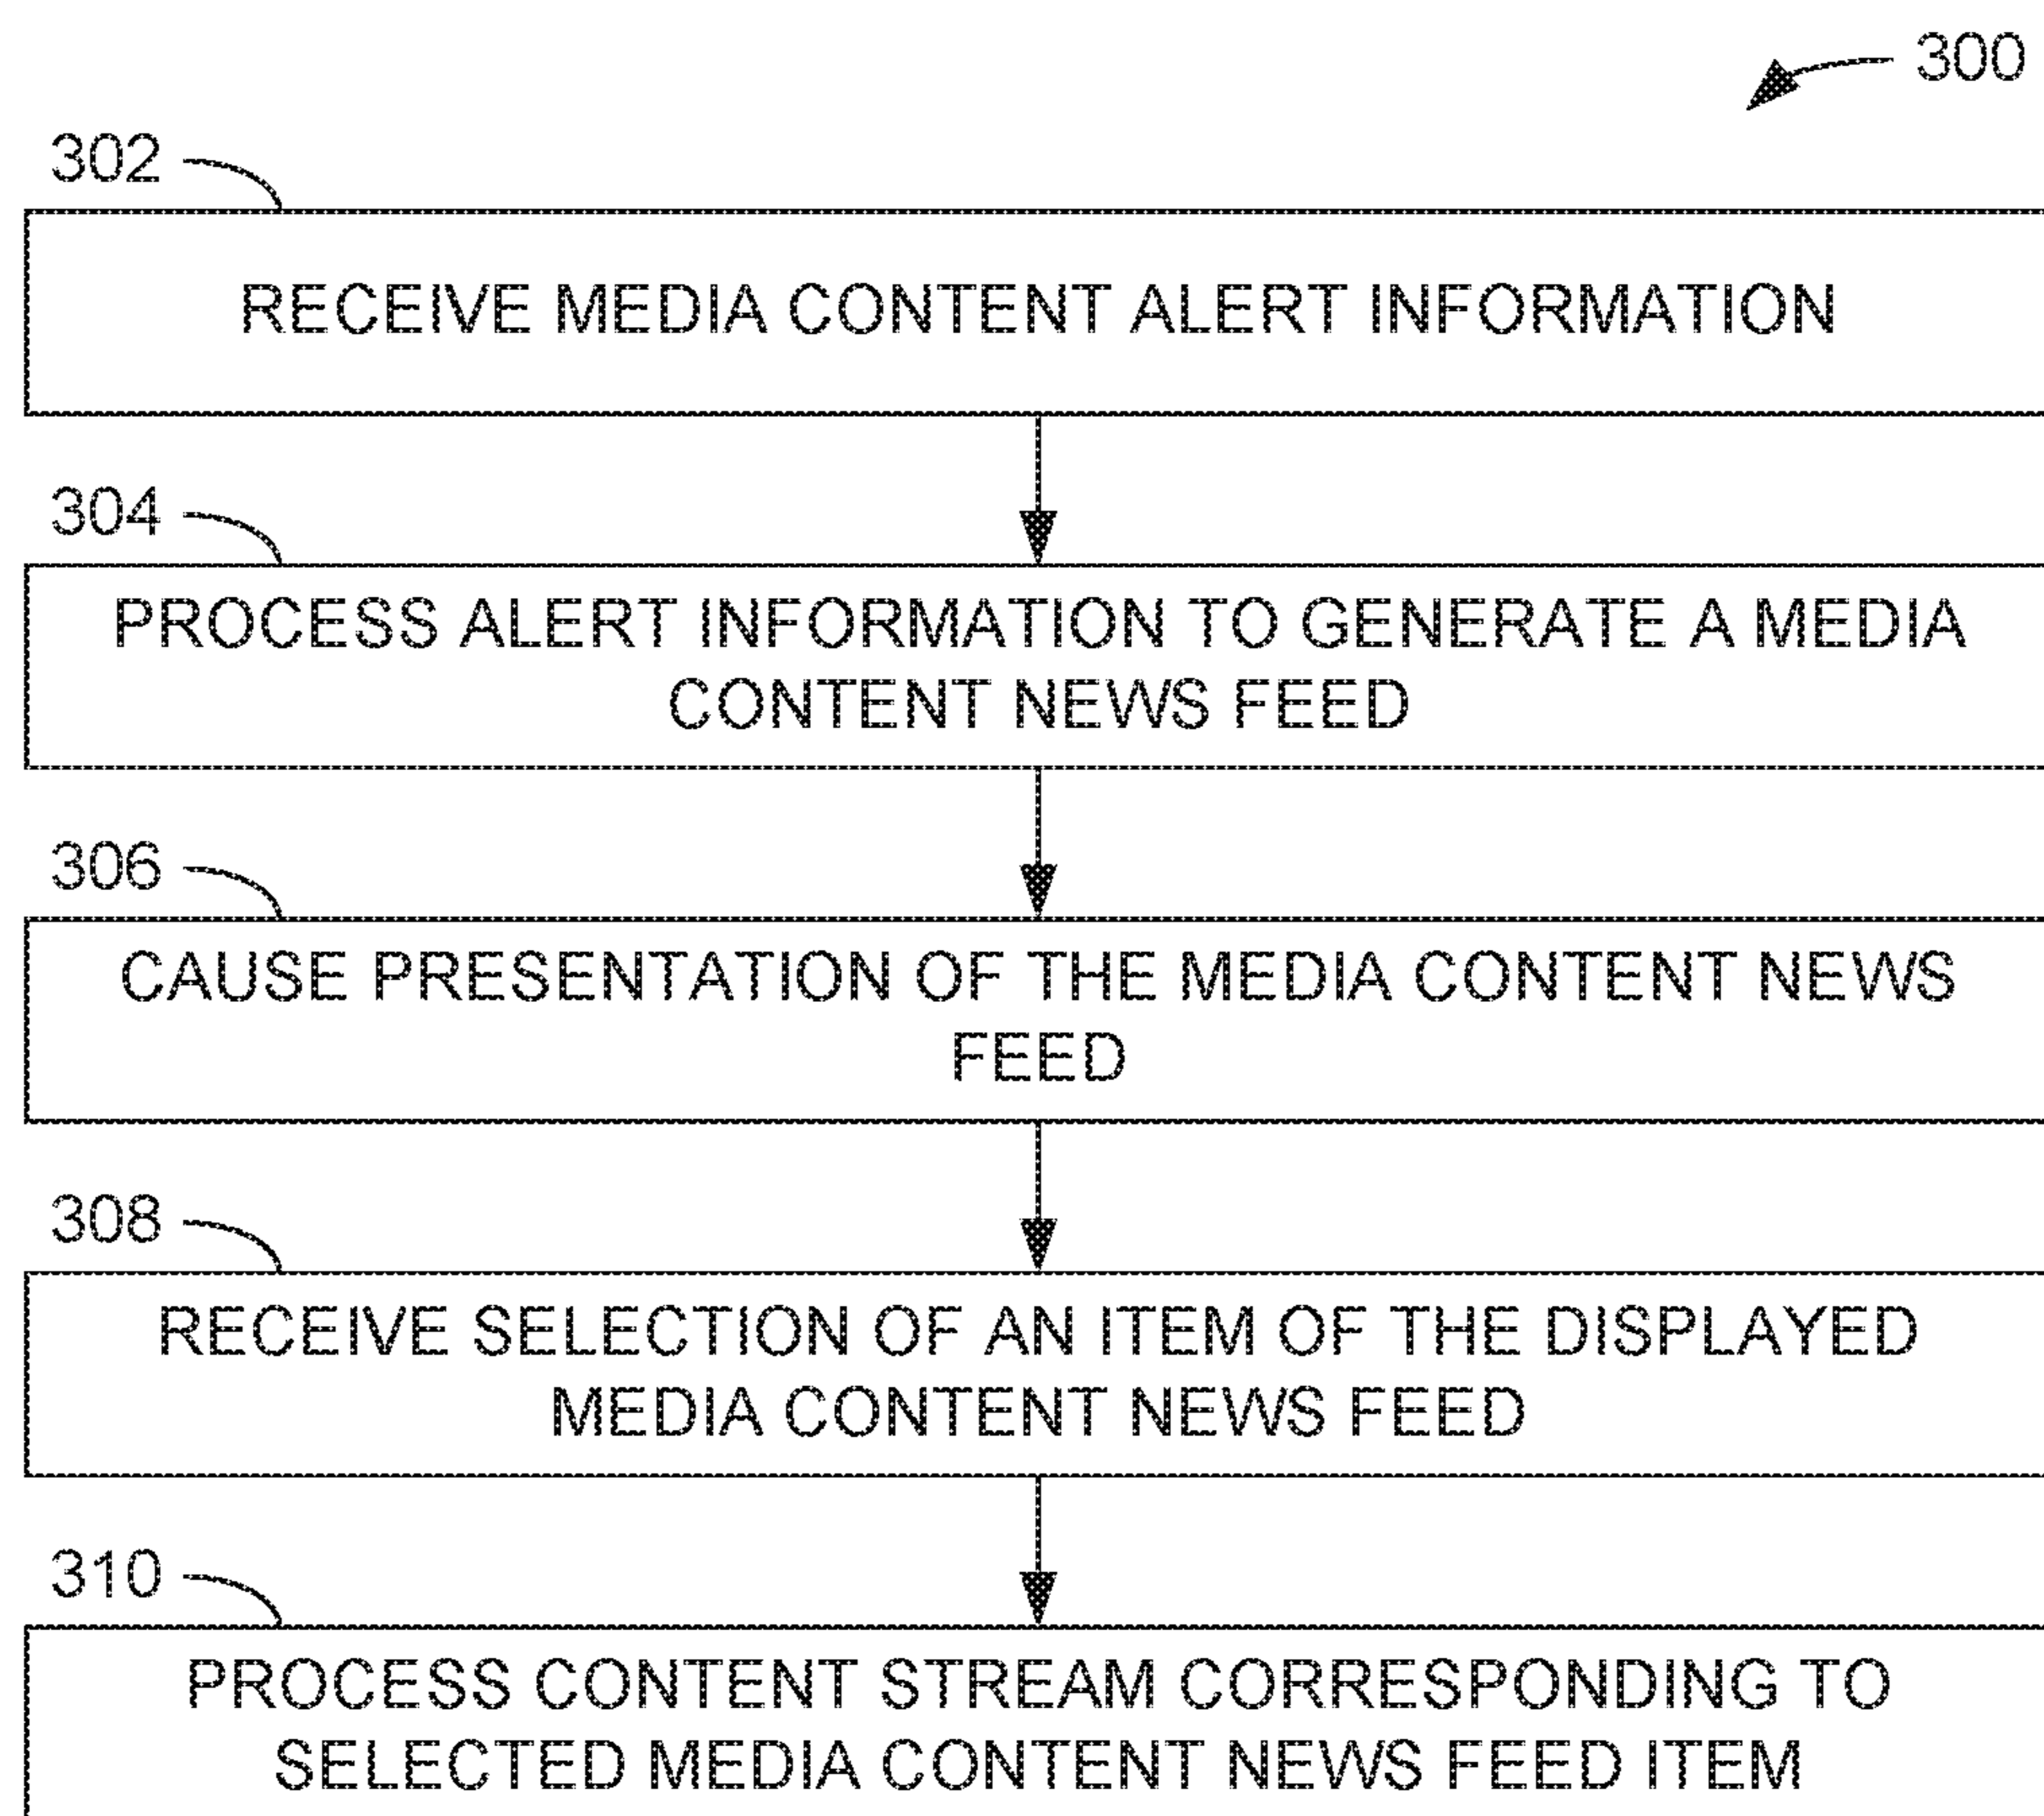 300
302
RECEIVE MEDIA CONTENT ALERT INFORMATION
304
PROCESS ALERT INFORMATION TO GENERATE A MEDIA
CONTENT NEWS FEED
306
CAUSE PRESENTATION OF THE MEDIA CONTENT NEWS
FEED
308
RECEIVE SELECTION OF AN ITEM OF THE DISPLAYED
MEDIA CONTENT NEWS FEED
310
PROCESS CONTENT STREAM CORRESPONDING TO
SELECTED MEDIA CONTENT NEWS FEED ITEM